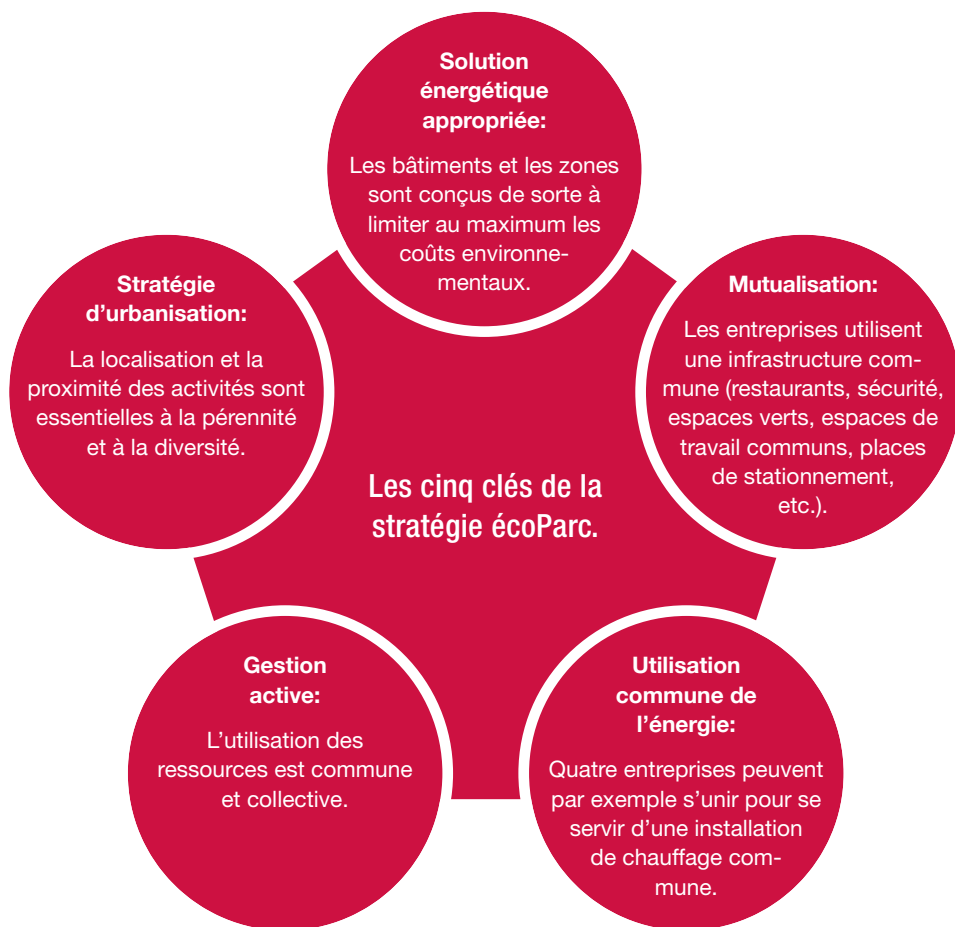 Solution
énergétique
appropriée:
Les bâtiments et les zones
sont conçus de sorte à
limiter au maximum les
coûts environne-
mentaux.
Stratégie
d’urbanisation:
La localisation et la
proximité des activités sont
essentielles à la pérennité
et à la diversité.
Mutualisation:
Les entreprises utilisent
une infrastructure com-
mune (restaurants, sécurité,
espaces verts, espaces de
travail communs, places
de stationnement,
etc.).
Les cinq clés de la
stratégie écoParc.
Gestion
active:
L’utilisation des
ressources est commune
et collective.
Utilisation
commune de
l’énergie:
Quatre entreprises peuvent
par exemple s’unir pour se
servir d’une installation
de chauffage com-
mune.